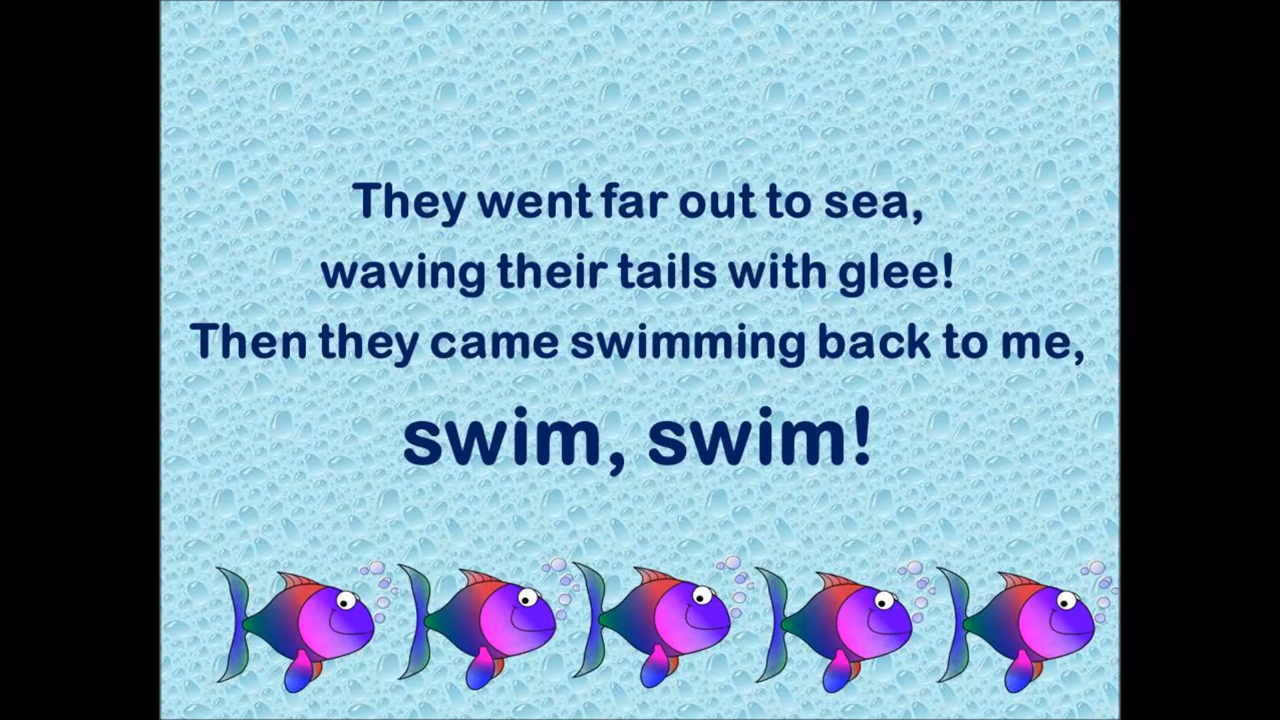 They went far out to sea,
waving their tails with glee!
Then they came swimming back to me,
swim, swim!